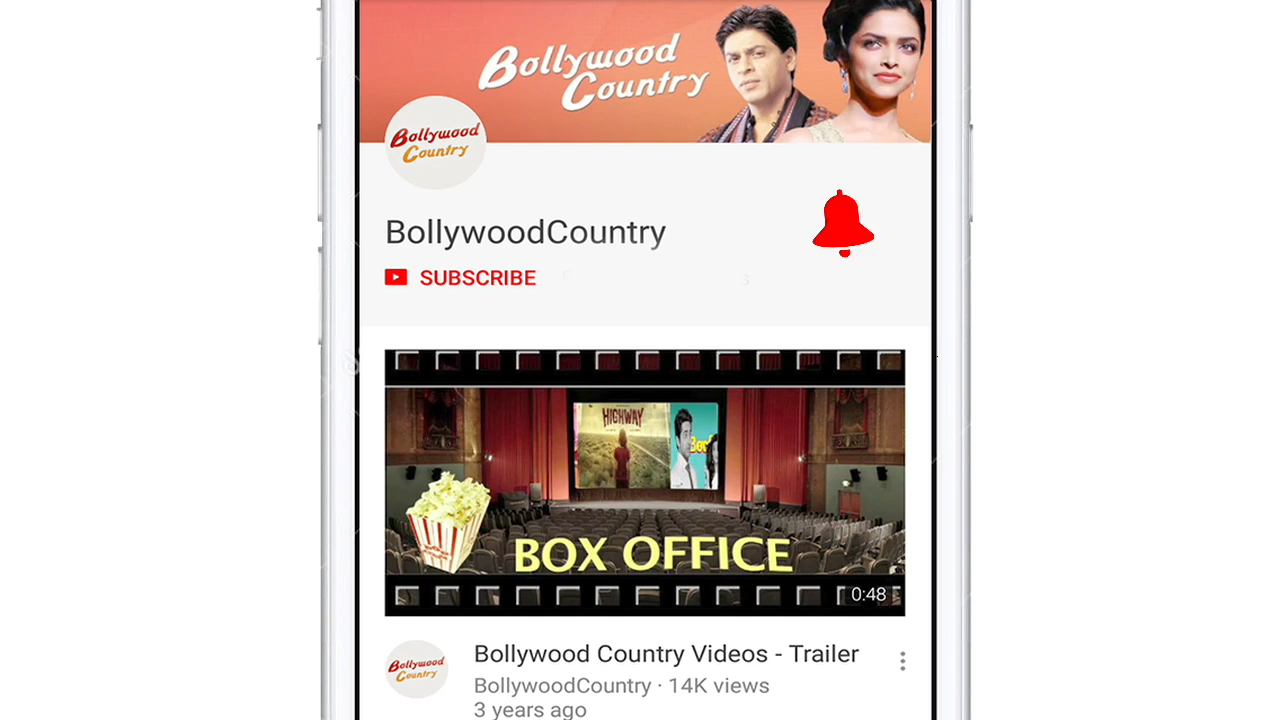 Bollywood
Country
Bollywood
Country
BollywoodCountry
SUBSCRIBE
HIGHWAY
BOX OFFICE
0:48
Bollywood
Country
Bollywood Country Videos - Trailer
BollywoodCountry · 14K views
3 years ago